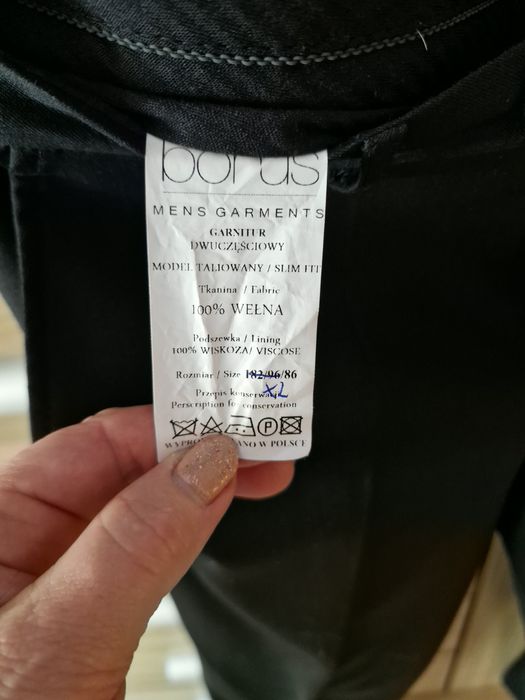 borus
MENS GARMENTS
GARNITUR
DWUCZĘŚCIOWY
MODEL TALIOWANY / SLIM FIT
Tkanina / Fabric
100% WEŁNA
Podszewka / Lining
100% WISKOZA/ VISCOSE
Rozmiar / Size 182/96/86
XL
Przepis konserwacji
Perscription for conservation
P
WYPRODUKOWANO W POLSCE